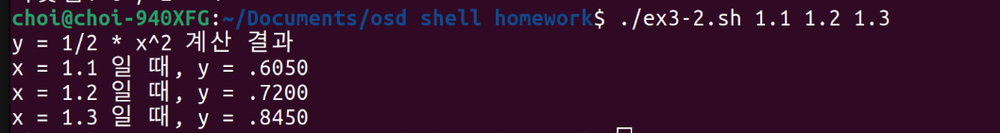 choi@choi-940XFG:~/Documents/osd shell homework$ ./ex3-2.sh 1.1 1.2 1.3
y = 1/2 * x^2 계산 결과
x = 1.1 일 때, y = .6050
x = 1.2 일 때, y = .7200
x = 1.3 일 때, y = .8450